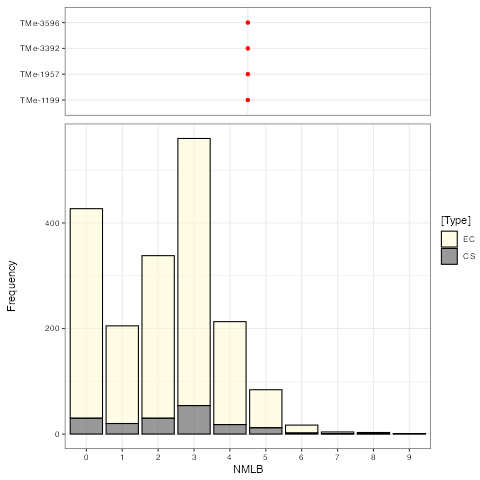 TMe-3596
TMe-3392
TMe-1957
TMe-1199
400
200
0
Frequency
0 1 2 3 4 5 6 7 8 9
NMLB
[Type]
EC
CS